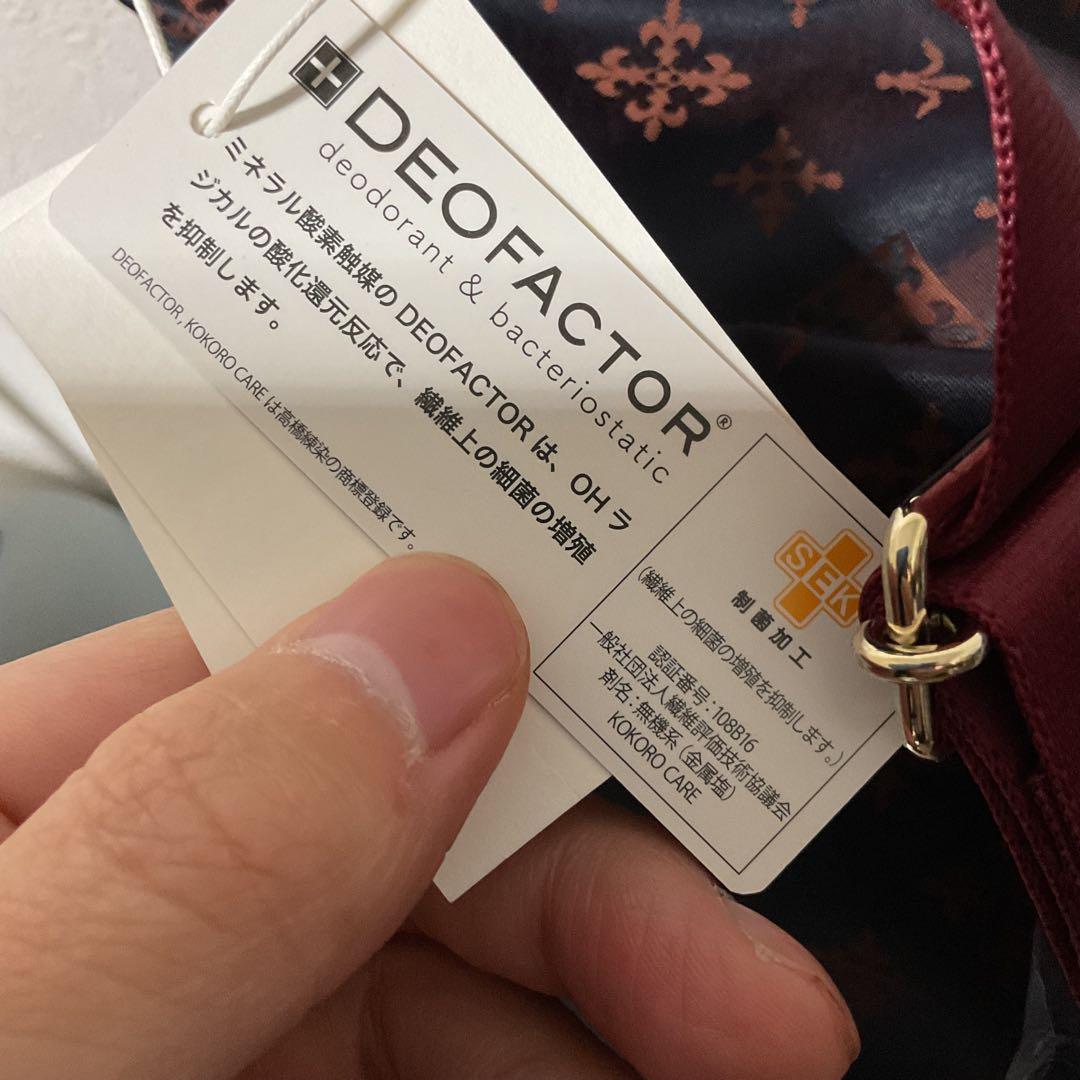 DEOFACTOR®
deodorant & bacteriostatic
ミネラル酸素触媒の DEOFACTOR は、OH ラ
ジカルの酸化還元反応で、繊維上の細菌の増殖
を抑制します。
DEOFACTOR , KOKORO CARE は高橋練染の商標登録です。
SEK
制菌加工
(繊維上の細菌の増殖を抑制します。)
認証番号 : 108B16
一般社団法人繊維評価技術協議会
剤名 : 無機系 (金属塩)
KOKORO CARE